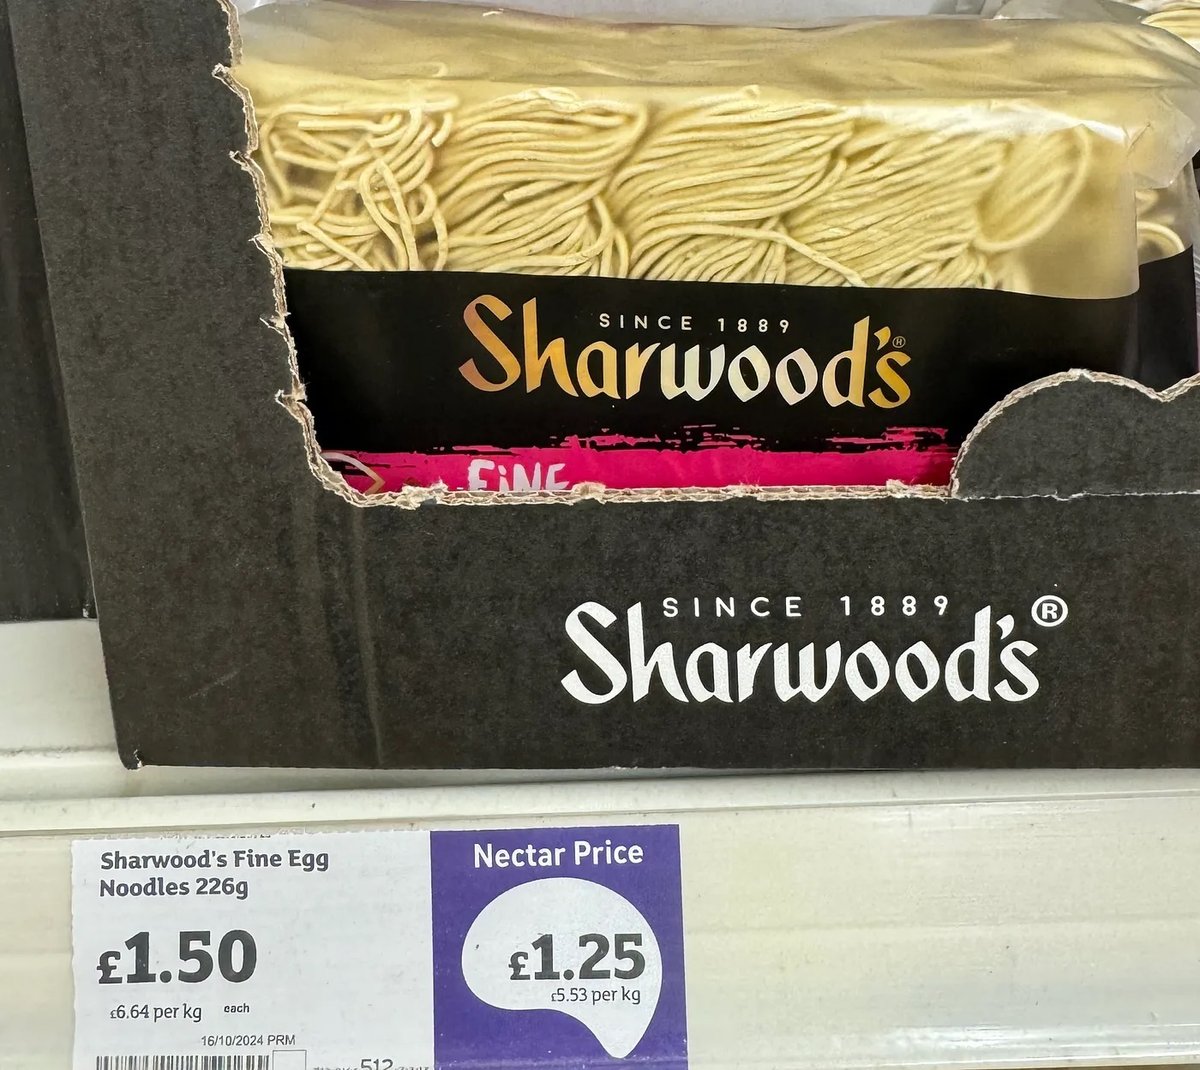 SINCE 1889
Sharwood's®
FINE
SINCE 1889
Sharwood's®
Sharwood's Fine Egg
Noodles 226g
£1.50
£6.64 per kg each
16/10/2024 PRM
512
Nectar Price
£1.25
£5.53 per kg